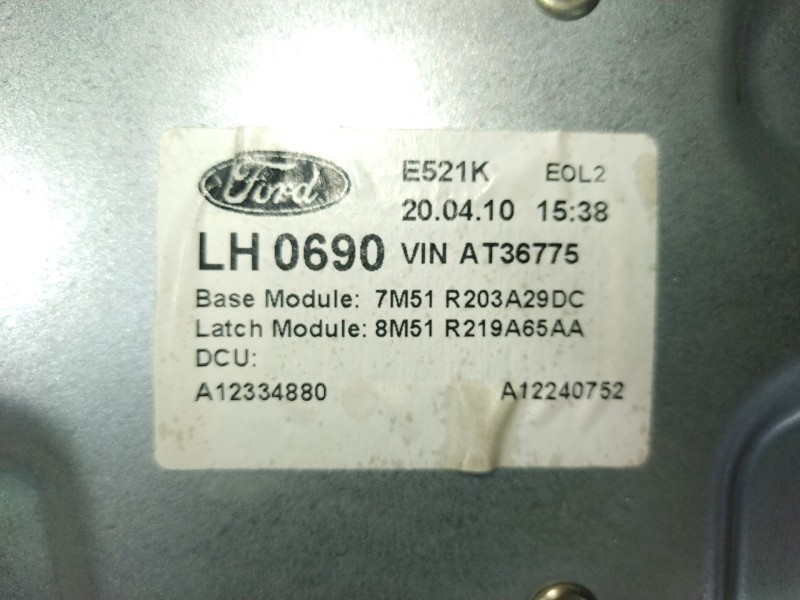 Ford E521K EOL2
20.04.10 15:38
LH 0690 VIN AT36775
Base Module: 7M51 R203A29DC
Latch Module: 8M51 R219A65AA
DCU:
A12334880 A12240752